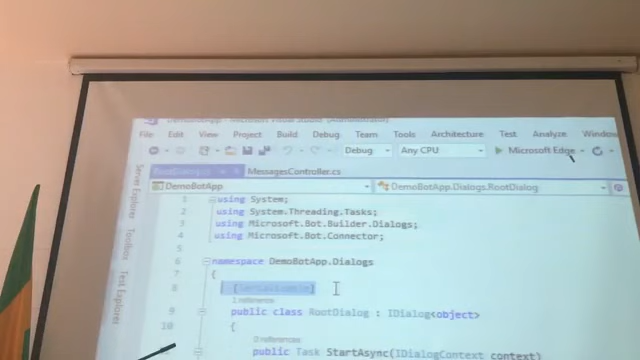 DemoBotApp - Microsoft Visual Studio (Administrator)
File Edit View Project Build Debug Team Tools Architecture Test Analyze Window
Debug Any CPU Microsoft Edge
RootDialog.cs MessagesController.cs
DemoBotApp DemoBotApp.Dialogs.RootDialog
Toolbox
Test Explorer
1 using System;
2 using System.Threading.Tasks;
3 using Microsoft.Bot.Builder.Dialogs;
4 using Microsoft.Bot.Connector;
5
6 namespace DemoBotApp.Dialogs
7 {
8 [Serializable]
1 reference
9 public class RootDialog : IDialog<object>
10 {
0 references
public Task StartAsync(IDialogContext context)